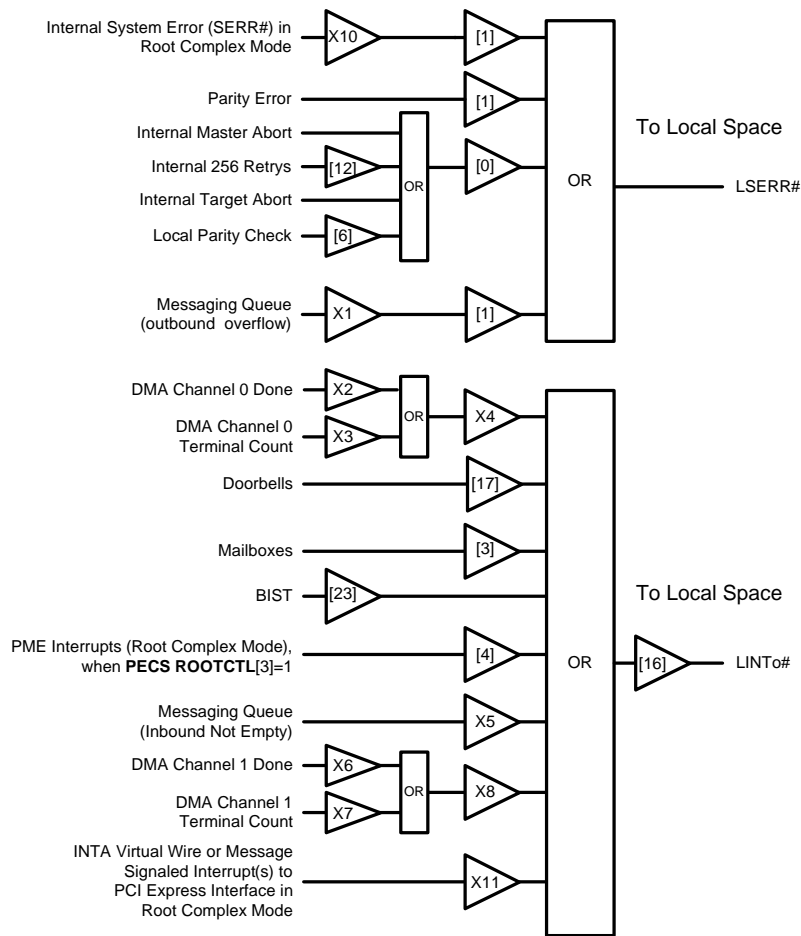 Internal System Error (SERR#) in
Root Complex Mode
X10
[1]
Parity Error
[1]
To Local Space
Internal Master Abort
Internal 256 Retrys
[12]
OR
[0]
OR
LSERR#
Internal Target Abort
Local Parity Check
[6]
Messaging Queue
(outbound overflow)
X1
[1]
DMA Channel 0 Done
X2
OR
X4
DMA Channel 0
Terminal Count
X3
Doorbells
[17]
Mailboxes
[3]
BIST
[23]
To Local Space
PME Interrupts (Root Complex Mode),
when PECS ROOTCTL[3]=1
[4]
OR
[16]
LINTo#
Messaging Queue
(Inbound Not Empty)
X5
DMA Channel 1 Done
X6
OR
X8
DMA Channel 1
Terminal Count
X7
INTA Virtual Wire or Message
Signaled Interrupt(s) to
PCI Express Interface in
Root Complex Mode
X11